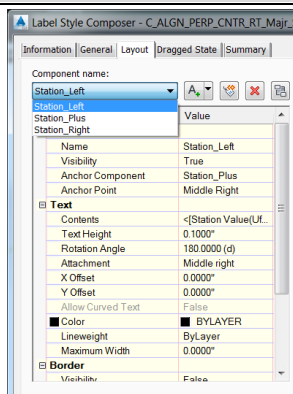 Label Style Composer - C_ALGN_PERP_CNTR_RT_Majr_
Information General Layout Dragged State Summary
Component name:
Station_Left
Station_Left
Station_Plus
Station_Right
Value
Name Station_Left
Visibility True
Anchor Component Station_Plus
Anchor Point Middle Right
Text
Contents <[Station Value(Uf...
Text Height 0.1000"
Rotation Angle 180.0000 (d)
Attachment Middle right
X Offset 0.0000"
Y Offset 0.0000"
Allow Curved Text False
Color BYLAYER
Lineweight ByLayer
Maximum Width 0.0000"
Border
Visibility False